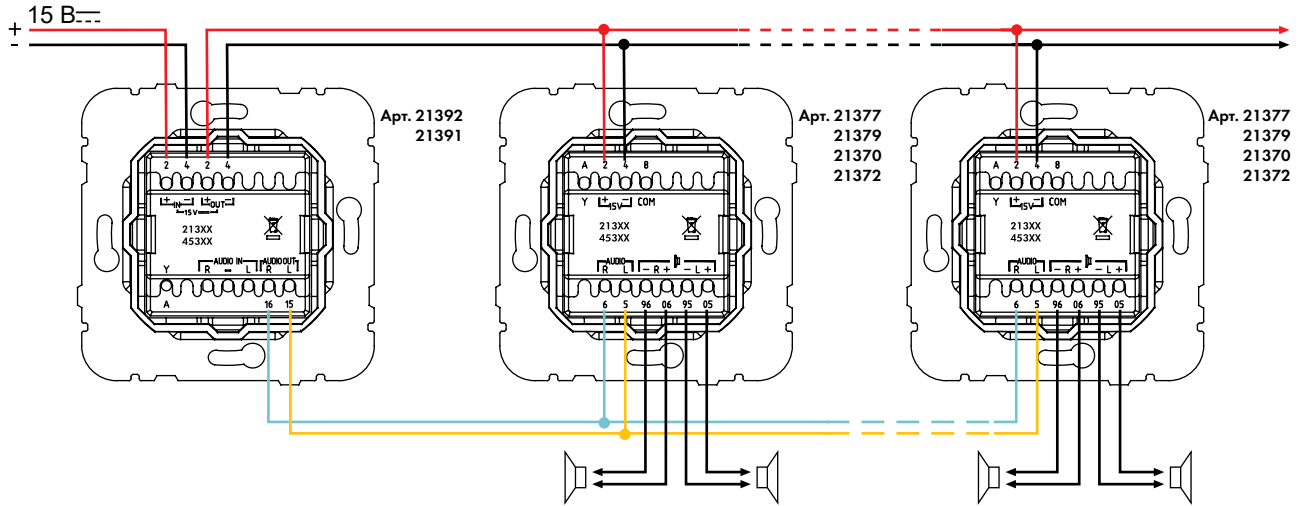 15 В
+
-
Арт. 21392
21391
2 4 2 4
+ IN − + OUT −
15V
213XX
453XX
AUDIO IN AUDIO OUT
Y R − L R L
A 16 15
Арт. 21377
21379
21370
21372
A 2 4 8
Y + 15V − COM
213XX
453XX
AUDIO
R L − R + − L +
6 5 96 06 95 05
Арт. 21377
21379
21370
21372
A 2 4 8
Y + 15V − COM
213XX
453XX
AUDIO
R L − R + − L +
6 5 96 06 95 05